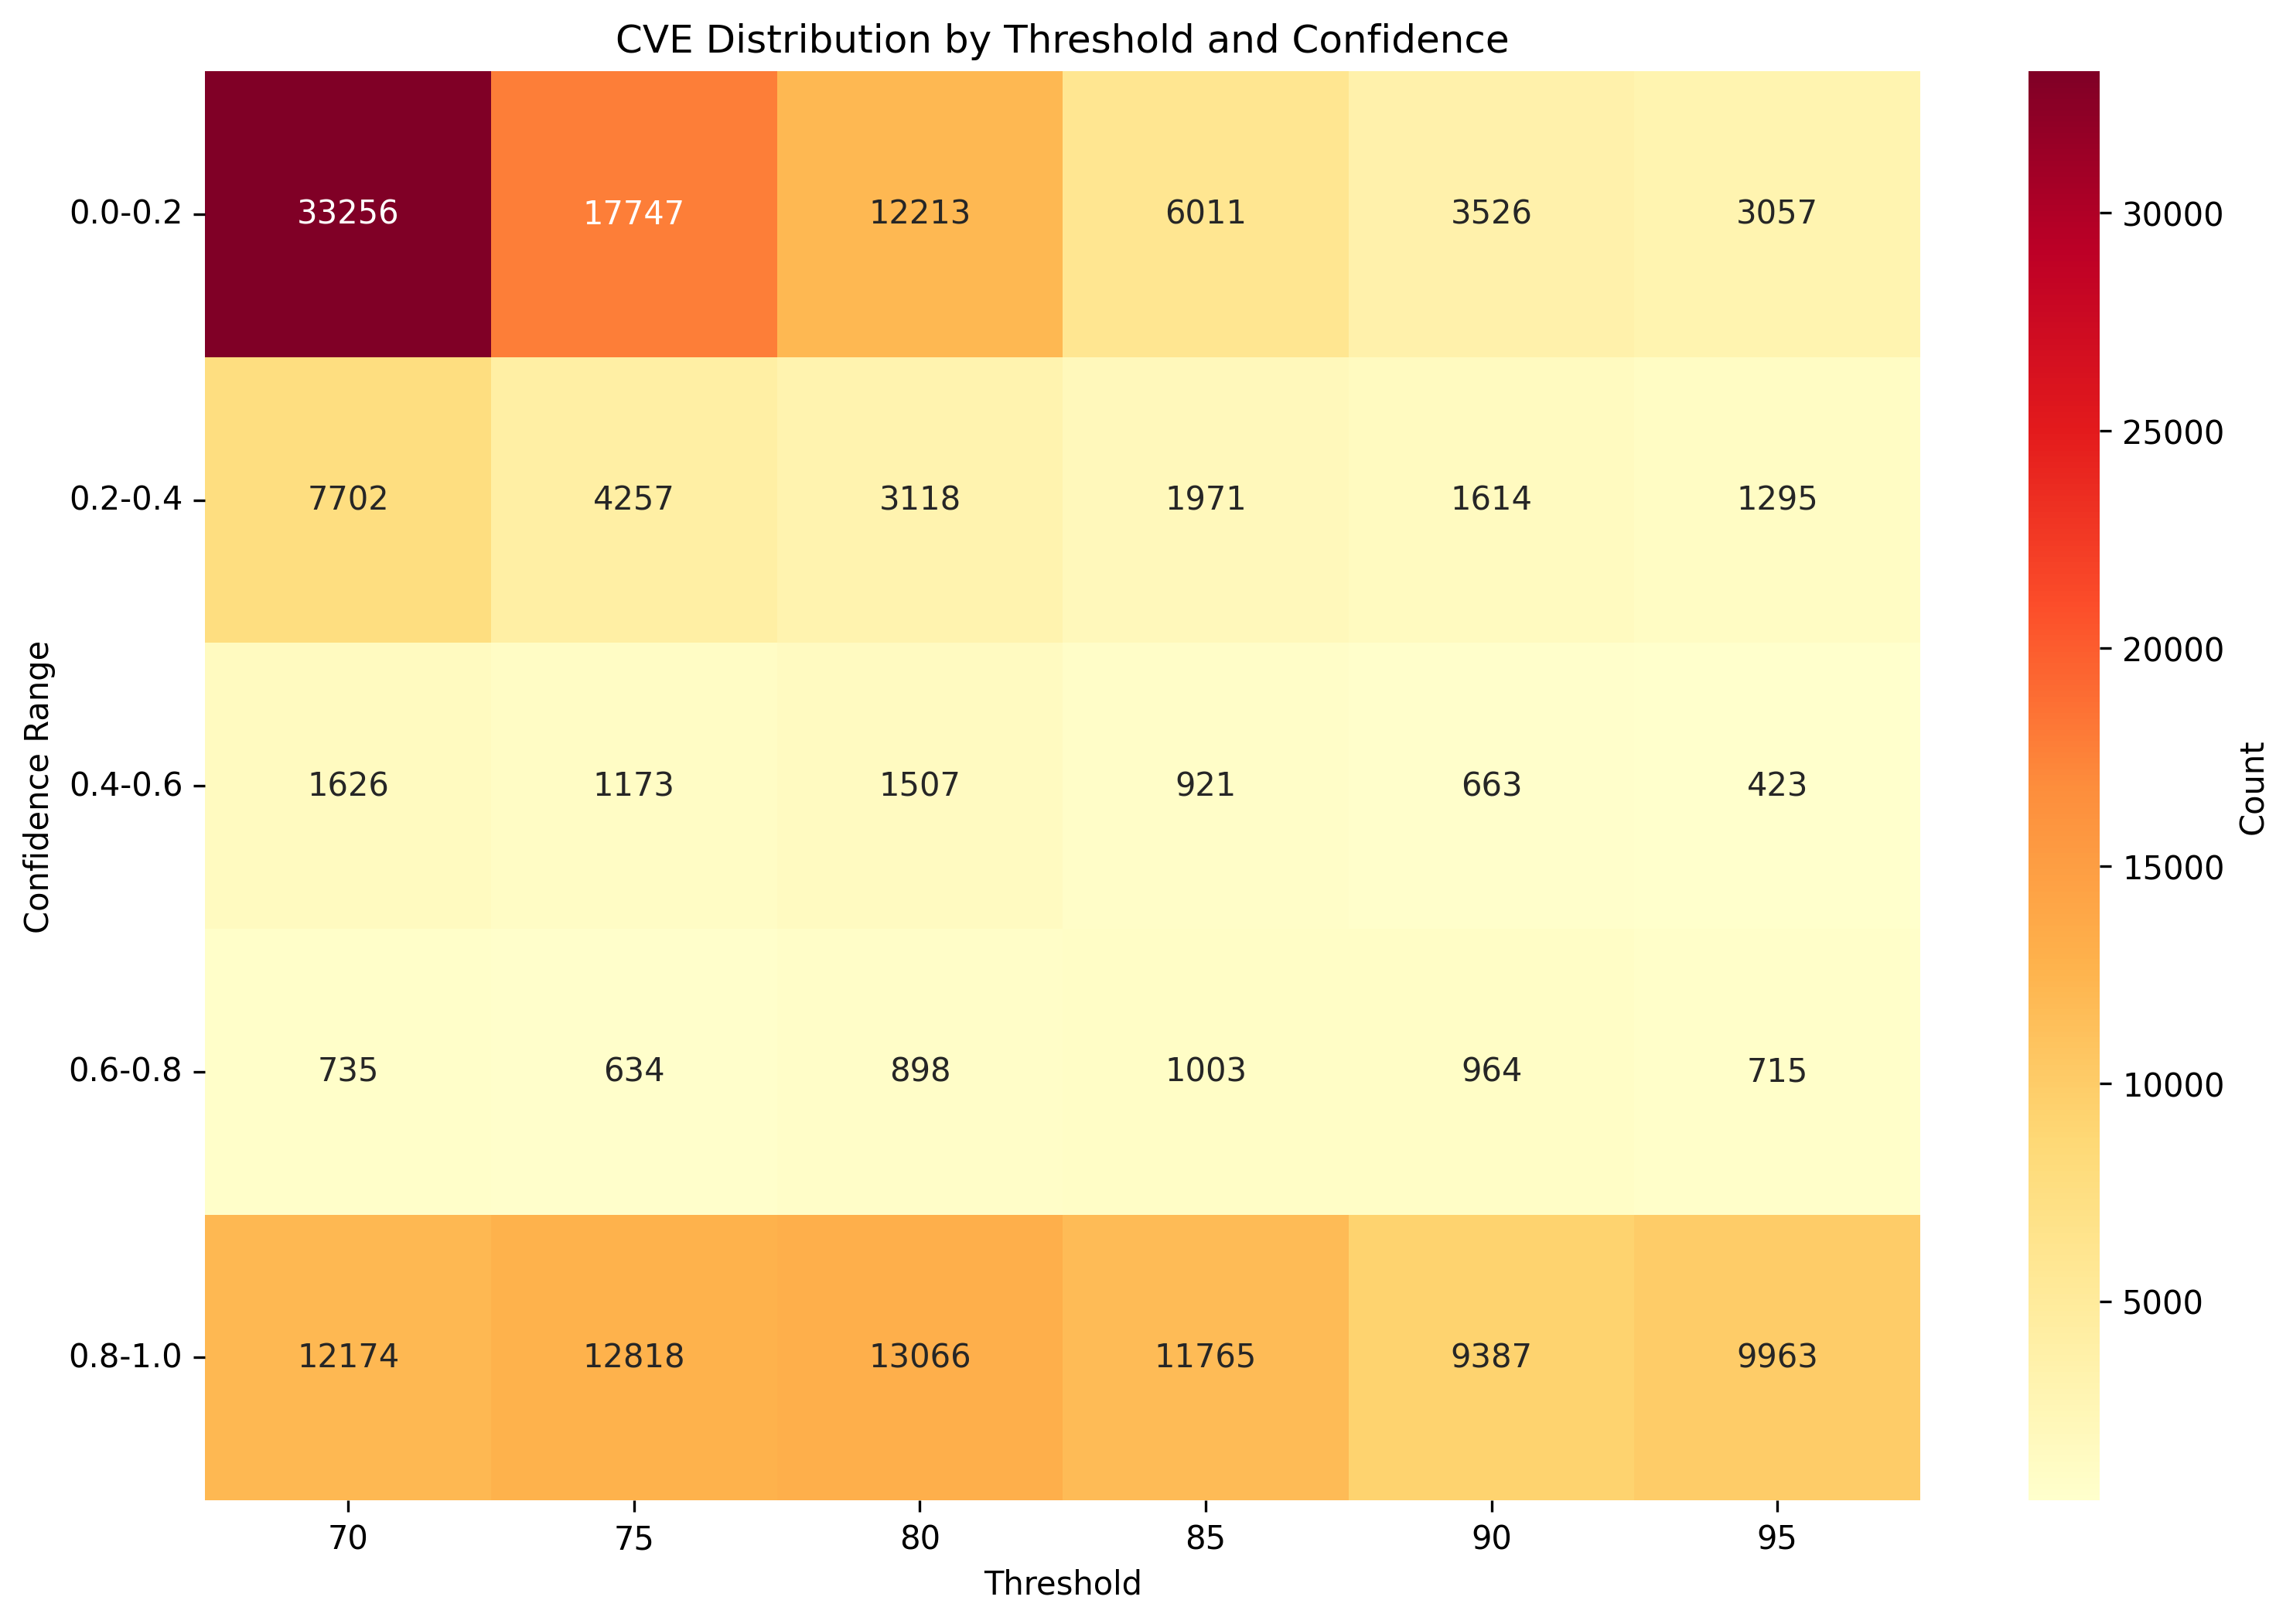 CVE Distribution by Threshold and Confidence
0.0-0.2 33256 17747 12213 6011 3526 3057
0.2-0.4 7702 4257 3118 1971 1614 1295
0.4-0.6 1626 1173 1507 921 663 423
0.6-0.8 735 634 898 1003 964 715
0.8-1.0 12174 12818 13066 11765 9387 9963
70 75 80 85 90 95
Threshold
Confidence Range
30000
25000
20000
15000
10000
5000
Count